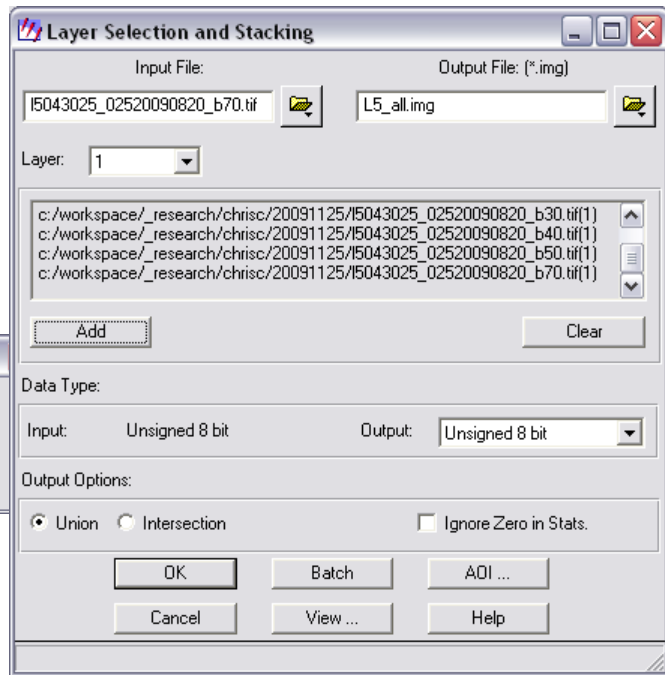 Layer Selection and Stacking
Input File: Output File: (*.img)
l5043025_02520090820_b70.tif L5_all.img
Layer: 1
c:/workspace/_research/chrisc/20091125/l5043025_02520090820_b30.tif(1)
c:/workspace/_research/chrisc/20091125/l5043025_02520090820_b40.tif(1)
c:/workspace/_research/chrisc/20091125/l5043025_02520090820_b50.tif(1)
c:/workspace/_research/chrisc/20091125/l5043025_02520090820_b70.tif(1)
Add Clear
Data Type:
Input: Unsigned 8 bit Output: Unsigned 8 bit
Output Options:
Union Intersection Ignore Zero in Stats.
OK Batch AOI ...
Cancel View ... Help